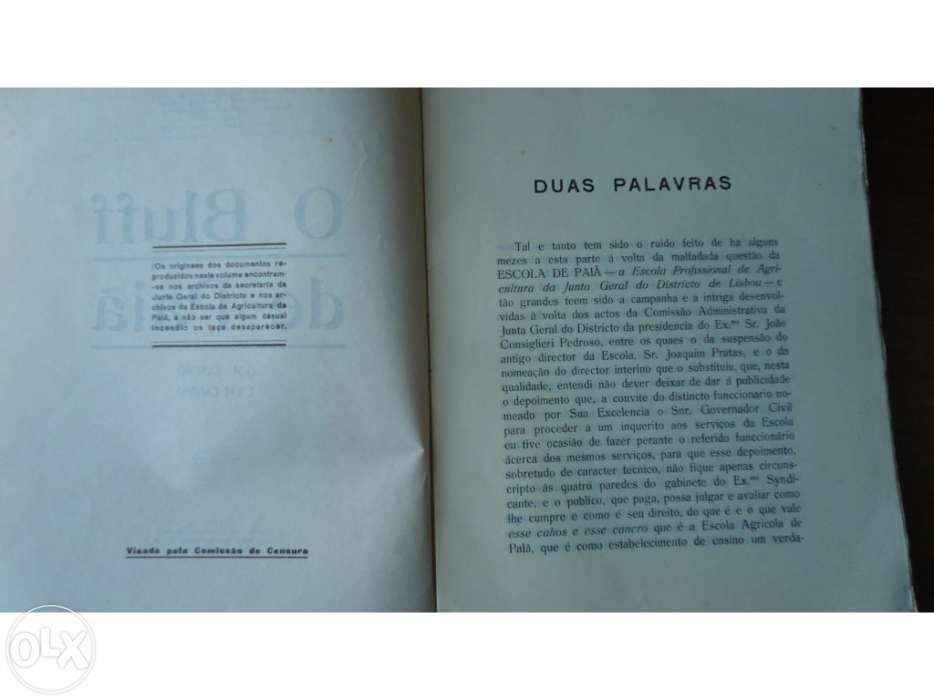 O Bluff
de Paiã
(Os origines dos documentos re-
produzidos neste volume encontram-
-se nos archivos da secretaria da
Junta Geral do Districto e nos ar-
chivos da Escola de Agricultura da
Paiã, a não ser que algum casual
incendio os faça desaparecer.
Visado pela Comissão de Censura
DUAS PALAVRAS
Tal e tanto tem sido o ruido feito de ha alguns
mezes a esta parte á volta da malfadada questão da
ESCOLA DE PAIÃ — a Escola Profissional de Agri-
cultura da Junta Geral do Districto de Lisboa — e
tão grandes teem sido a campanha e a intriga desenvol-
vidas á volta dos actos da Comissão Administrativa da
Junta Geral do Districto da presidencia do Ex.mo Sr. João
Consiglieri Pedroso, entre os quaes o da suspensão do
antigo director da Escola, Sr. Joaquim Pratas, e o da
nomeação do director interino que o substituiu, que, nesta
qualidade, entendi não dever deixar de dar á publicidade
o depoimento que, a convite do distincto funccionario no-
meado por Sua Excelencia o Snr. Governador Civil
para proceder a um inquerito aos serviços da Escola
eu tive ocasião de fazer perante o referido funccionário
ácerca dos mesmos serviços, para que esse depoimento,
sobretudo de caracter tecnico, não fique apenas circuns-
cripto ás quatro paredes do gabinete do Ex.mo Syndi-
cante, e o publico, que paga, possa julgar e avaliar como
lhe cumpre e como é seu direito, do que é e o que vale
esse cahos e esse cancro que é a Escola Agricola de
Paiã, que é como estabelecimento de ensino um verda-
OLX